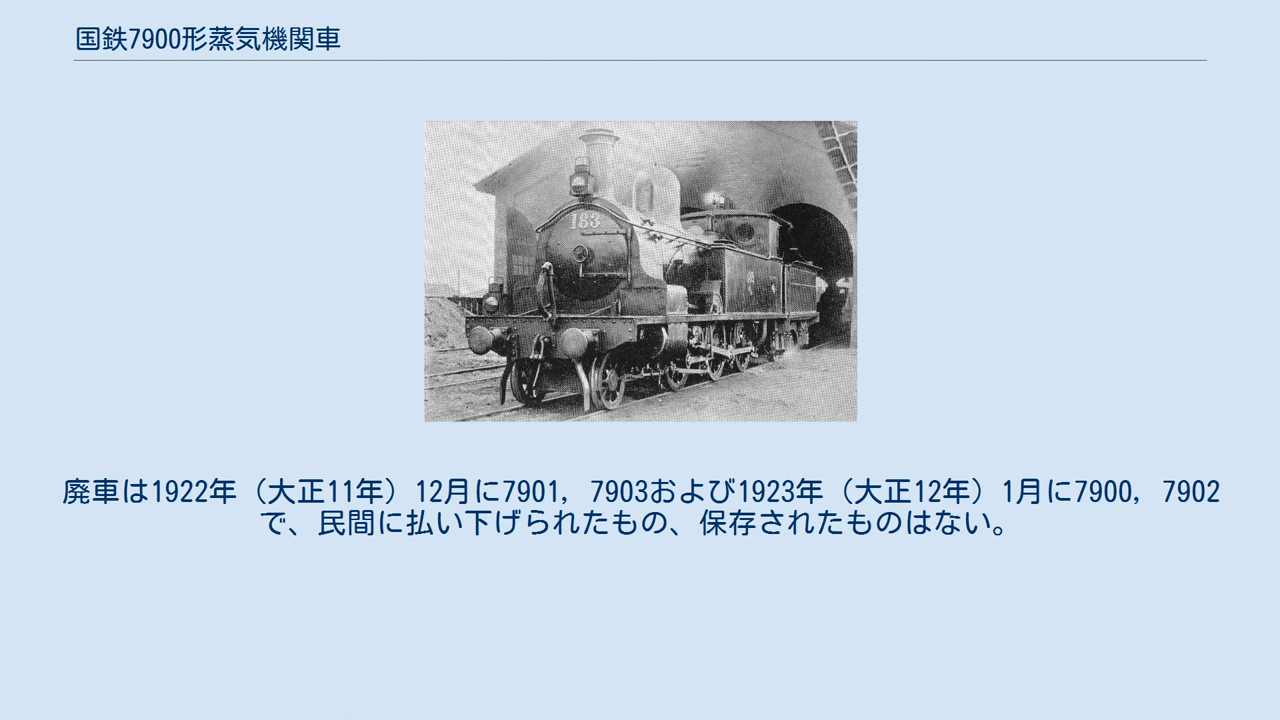 国鉄7900形蒸気機関車
183
廃車は1922年（大正11年）12月に7901, 7903および1923年（大正12年）1月に7900, 7902
で、民間に払い下げられたもの、保存されたものはない。